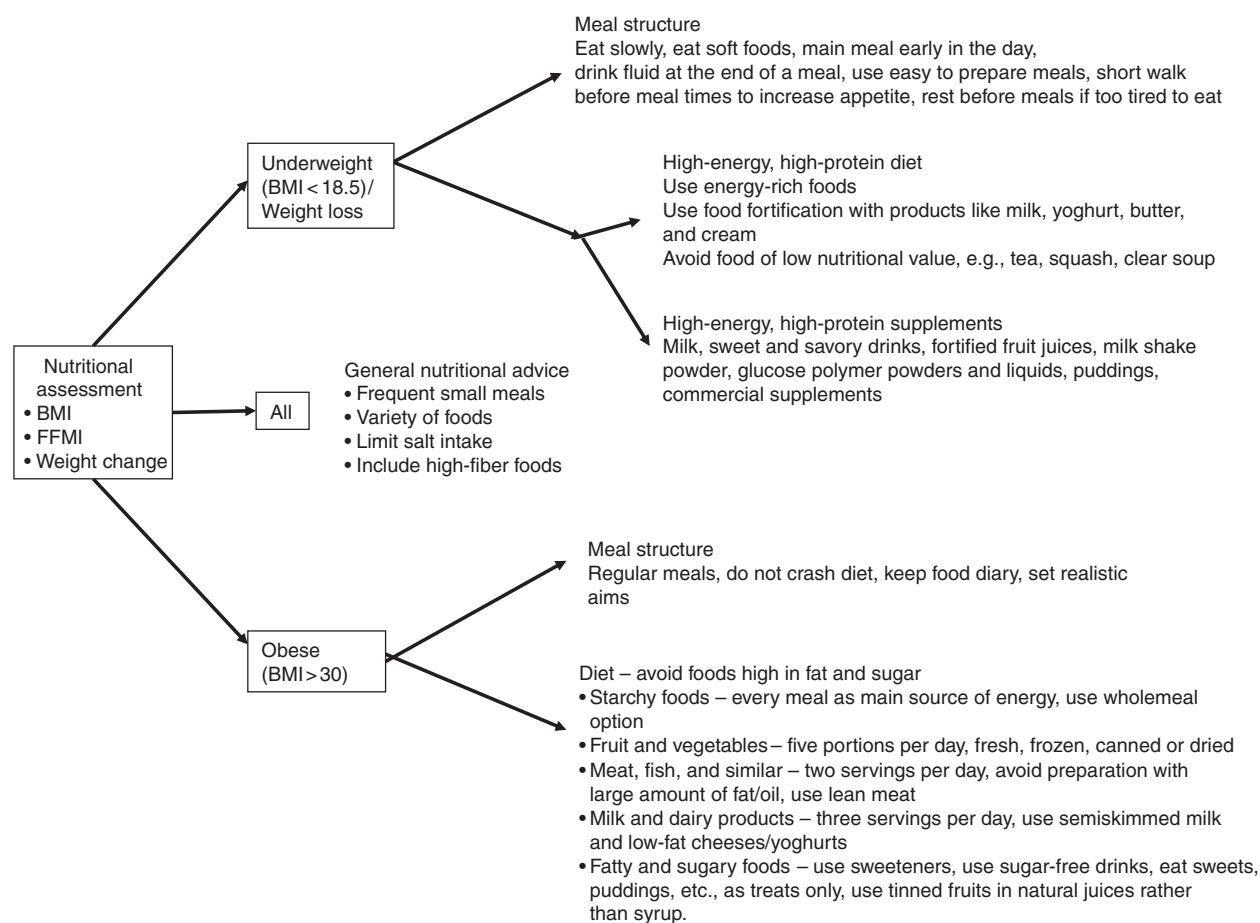 Meal structure
Eat slowly, eat soft foods, main meal early in the day,
drink fluid at the end of a meal, use easy to prepare meals, short walk
before meal times to increase appetite, rest before meals if too tired to eat
Underweight
(BMI < 18.5)/
Weight loss
High-energy, high-protein diet
Use energy-rich foods
Use food fortification with products like milk, yoghurt, butter,
and cream
Avoid food of low nutritional value, e.g., tea, squash, clear soup
High-energy, high-protein supplements
Milk, sweet and savory drinks, fortified fruit juices, milk shake
powder, glucose polymer powders and liquids, puddings,
commercial supplements
Nutritional
assessment
• BMI
• FFMI
• Weight change
All
General nutritional advice
• Frequent small meals
• Variety of foods
• Limit salt intake
• Include high-fiber foods
Meal structure
Regular meals, do not crash diet, keep food diary, set realistic
aims
Obese
(BMI > 30)
Diet – avoid foods high in fat and sugar
• Starchy foods – every meal as main source of energy, use wholemeal
option
• Fruit and vegetables – five portions per day, fresh, frozen, canned or dried
• Meat, fish, and similar – two servings per day, avoid preparation with
large amount of fat/oil, use lean meat
• Milk and dairy products – three servings per day, use semiskimmed milk
and low-fat cheeses/yoghurts
• Fatty and sugary foods – use sweeteners, use sugar-free drinks, eat sweets,
puddings, etc., as treats only, use tinned fruits in natural juices rather
than syrup.